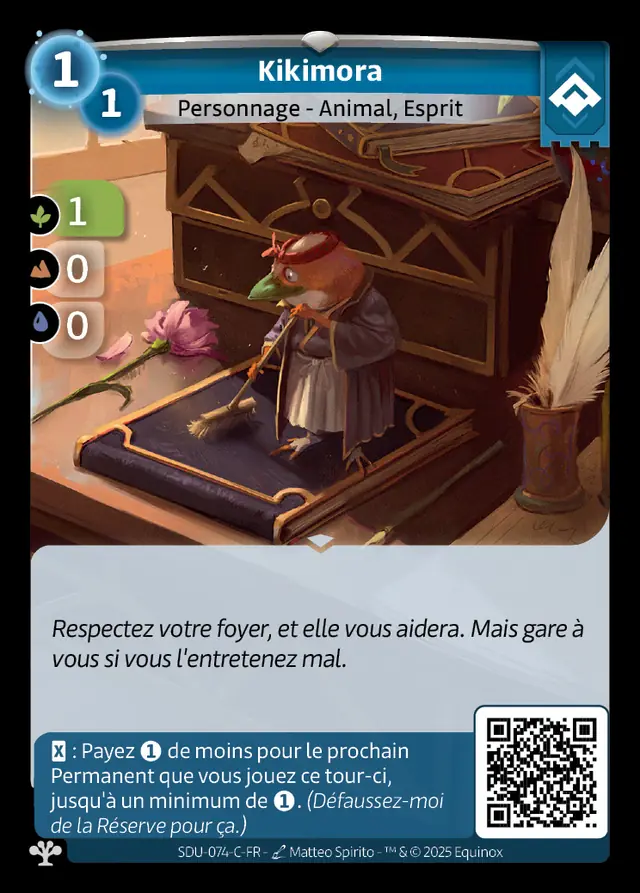 1
Kikimora
1
Personnage - Animal, Esprit
1
0
0
Respectez votre foyer, et elle vous aidera. Mais gare à
vous si vous l'entretenez mal.
X : Payez 1 de moins pour le prochain
Permanent que vous jouez ce tour-ci,
jusqu'à un minimum de 1. (Défaussez-moi
de la Réserve pour ça.)
SDU-074-C-FR - Matteo Spirito - ™ & © 2025 Equinox